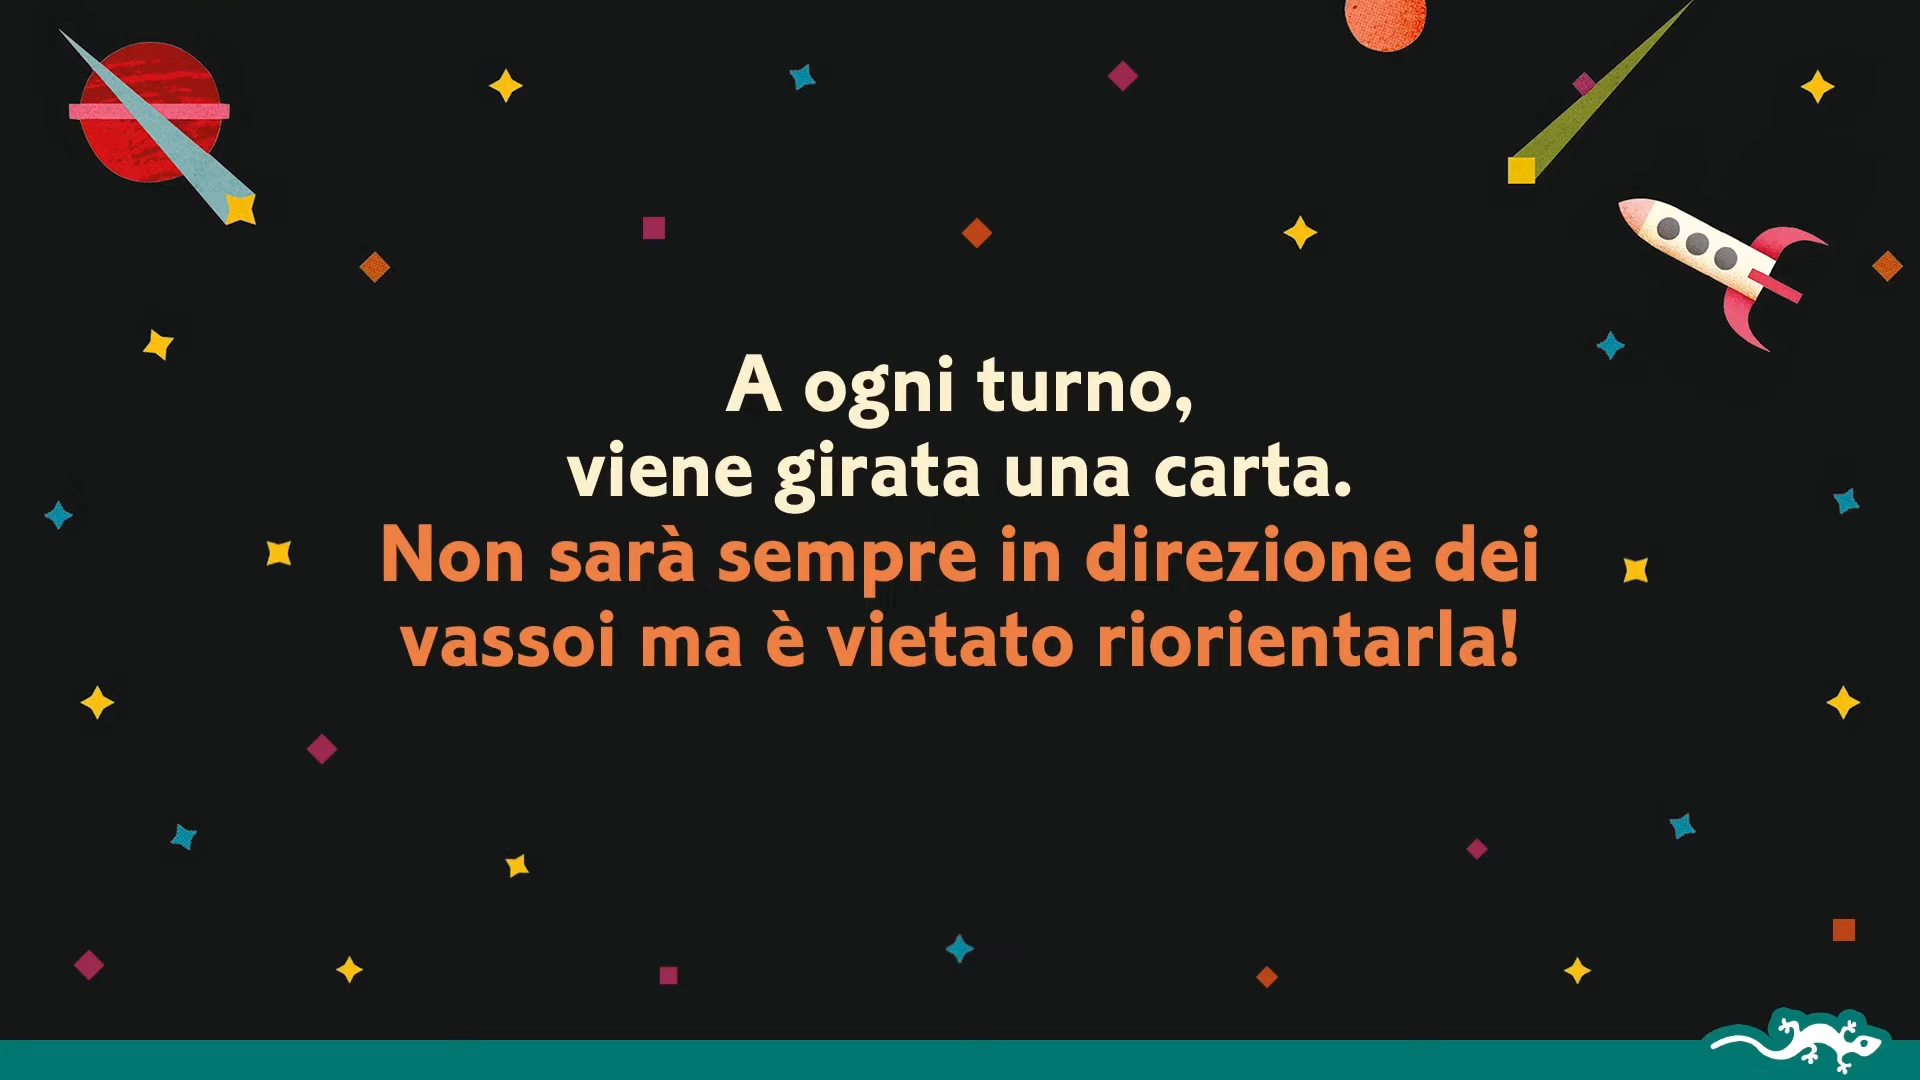 A ogni turno,
viene girata una carta.
Non sarà sempre in direzione dei
vassoi ma è vietato riorientarla!